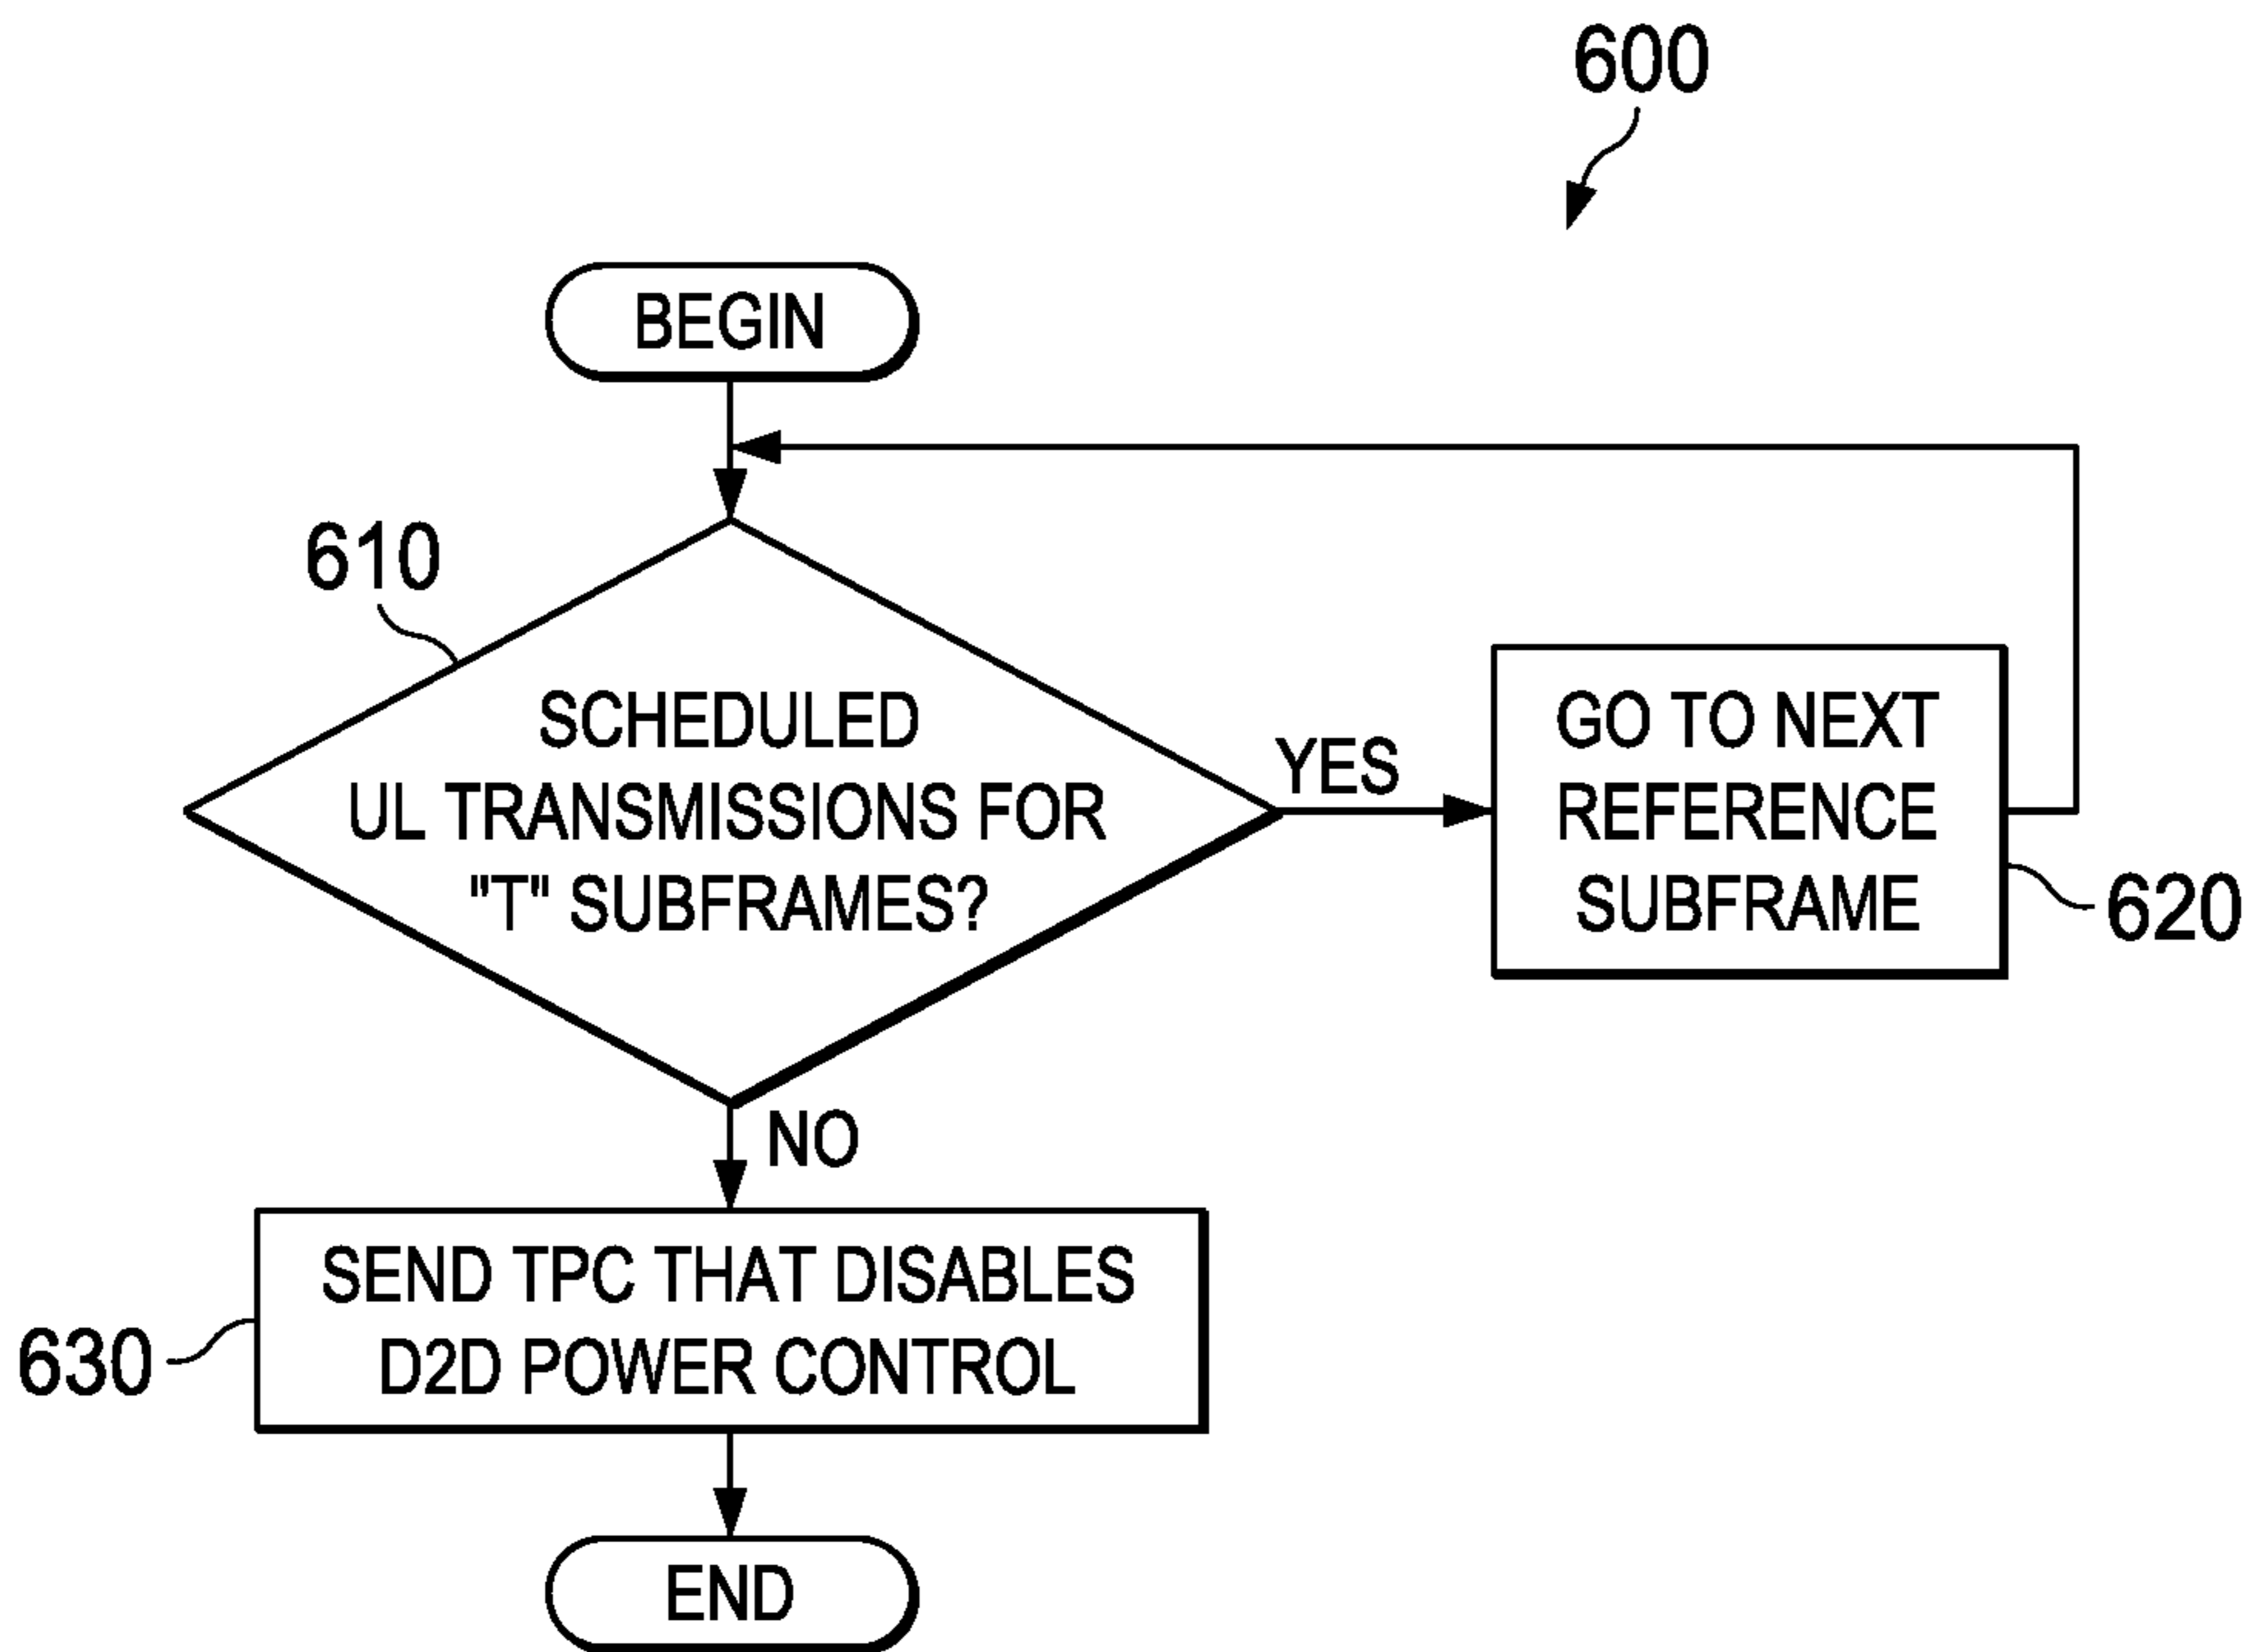 600
BEGIN
610
SCHEDULED
UL TRANSMISSIONS FOR
"T" SUBFRAMES?
YES
GO TO NEXT
REFERENCE
SUBFRAME
620
NO
SEND TPC THAT DISABLES
D2D POWER CONTROL
630
END